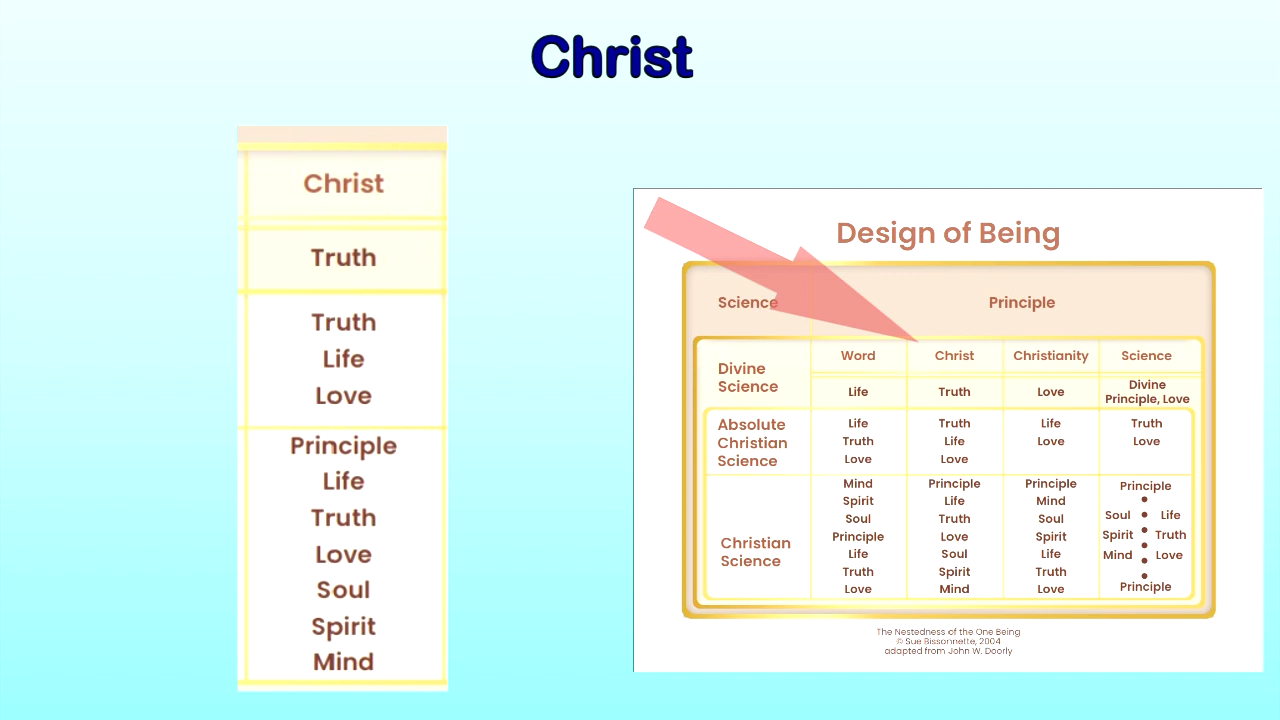 Christ
Christ
Truth
Truth
Life
Love
Principle
Life
Truth
Love
Soul
Spirit
Mind
Design of Being
Science Principle
Divine Science
Word Christ Christianity Science
Life Truth Love Divine Principle, Love
Absolute Christian Science
Life Truth Life Truth
Truth Life Love Love
Love Love
Christian Science
Mind Principle Principle Principle
Spirit Life Mind
Soul Truth Soul Soul Life
Principle Love Spirit Spirit Truth
Life Soul Life Mind Love
Truth Spirit Truth
Love Mind Love Principle
The Nestedness of the One Being
© Sue Bissonnette, 2004
adapted from John W. Doorly